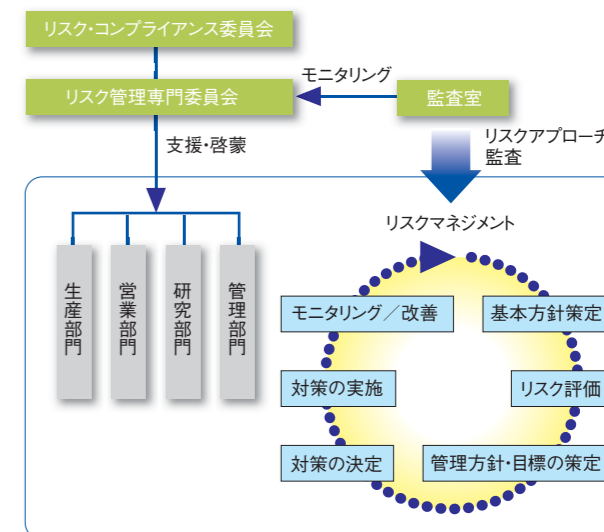 リスク・コンプライアンス委員会
リスク管理専門委員会
モニタリング
監査室
支援・啓蒙
リスクアプローチ
監査
リスクマネジメント
生産部門
営業部門
研究部門
管理部門
モニタリング／改善
基本方針策定
対策の実施
リスク評価
対策の決定
管理方針・目標の策定